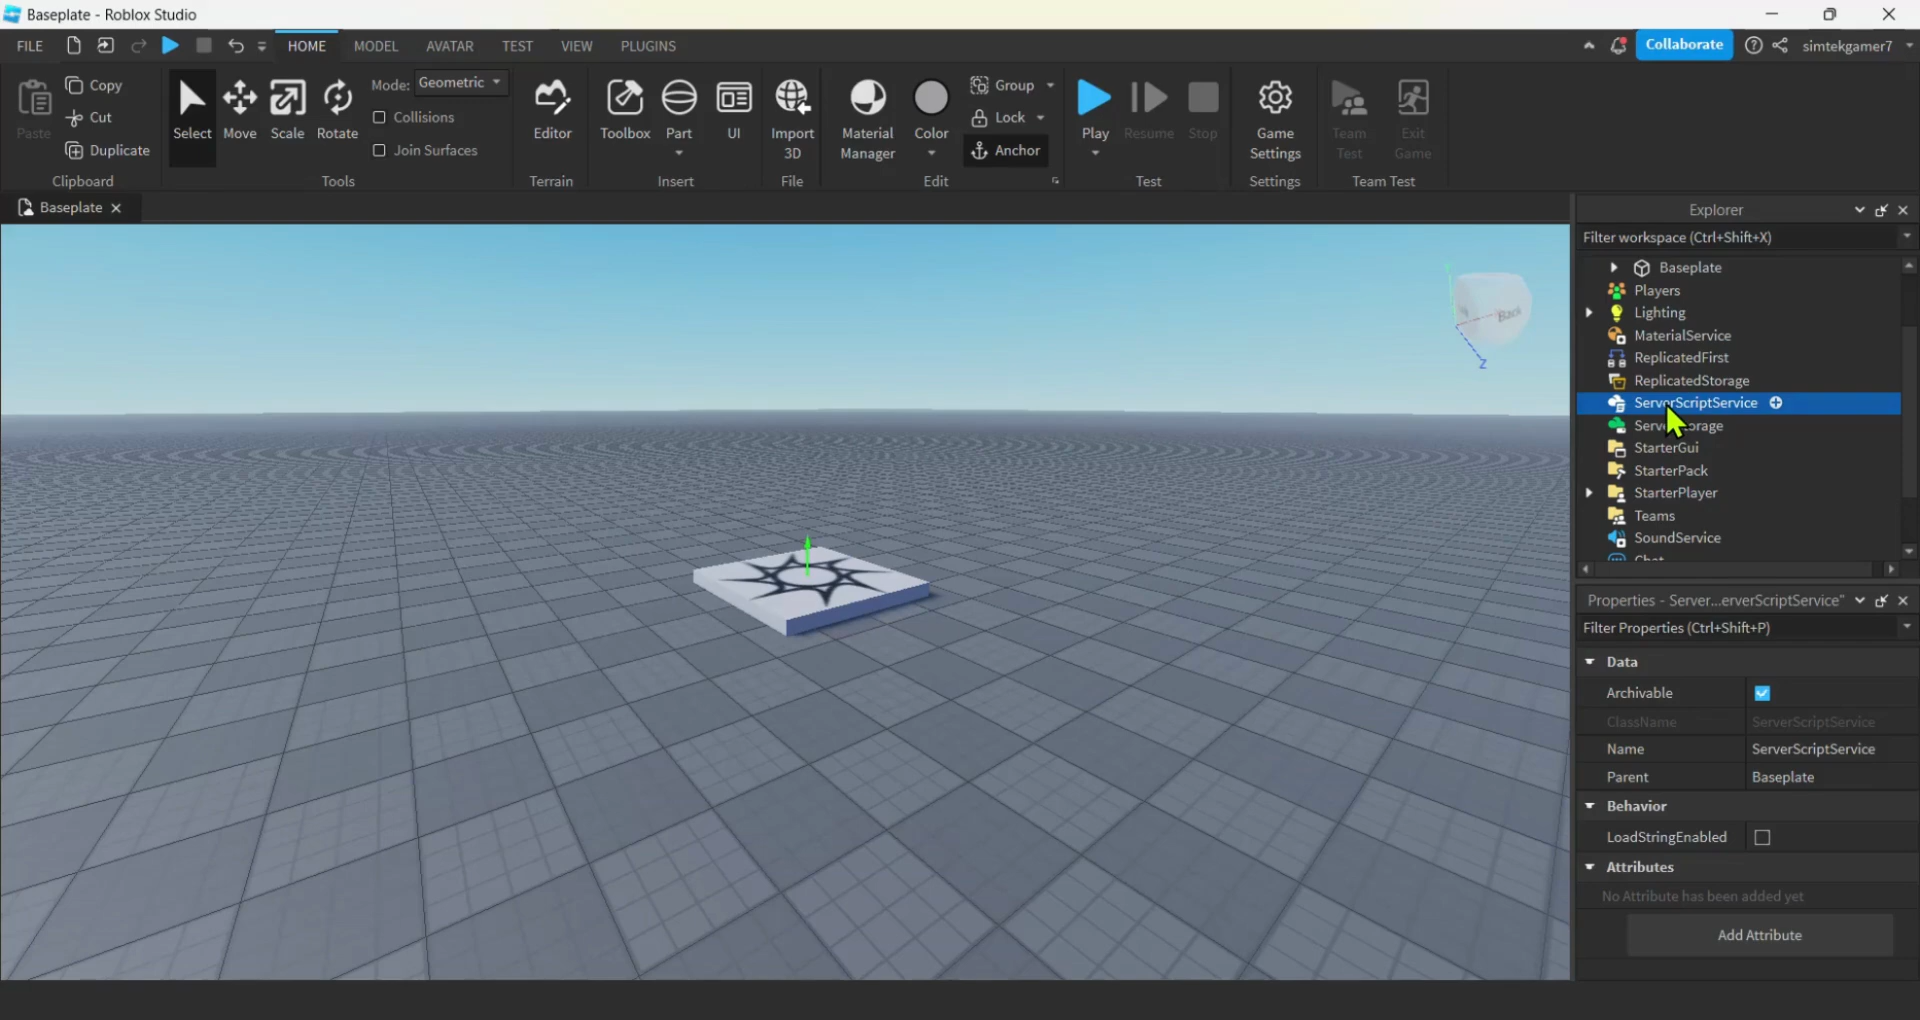 Baseplate - Roblox Studio
FILE HOME MODEL AVATAR TEST VIEW PLUGINS Collaborate simtekgamer7
Paste Copy Cut Duplicate
Clipboard
Select Move Scale Rotate Mode: Geometric
Collisions
Join Surfaces
Tools
Editor
Terrain
Toolbox Part UI
Insert
Import 3D
File
Material Manager Color Group
Lock
Anchor
Edit
Play Resume Stop
Test
Game Settings
Settings
Team Test Exit Game
Team Test
Baseplate
Back
Z
Explorer
Filter workspace (Ctrl+Shift+X)
Baseplate
Players
Lighting
MaterialService
ReplicatedFirst
ReplicatedStorage
ServerScriptService
StarterGui
StarterPack
StarterPlayer
Teams
SoundService
Properties - Server...erverScriptService"
Filter Properties (Ctrl+Shift+P)
Data
Archivable
ClassName ServerScriptService
Name ServerScriptService
Parent Baseplate
Behavior
LoadStringEnabled
Attributes
No Attribute has been added yet
Add Attribute